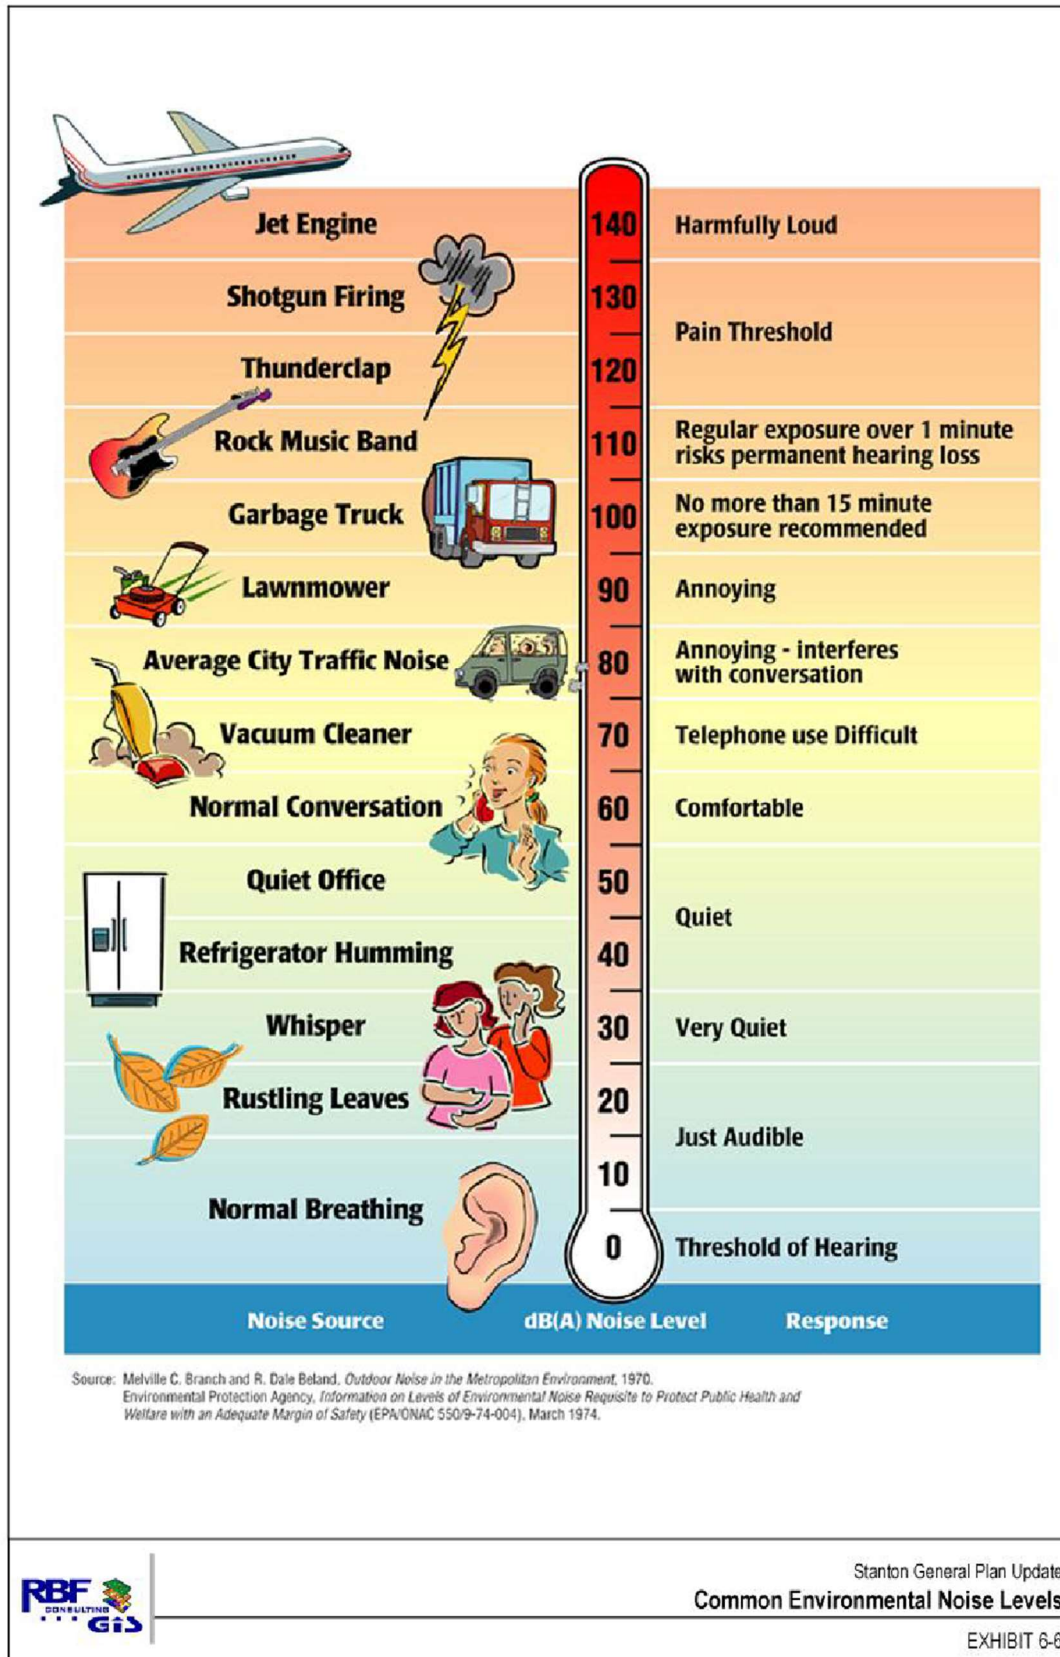 Jet Engine 140 Harmfully Loud
Shotgun Firing 130
Pain Threshold
Thunderclap 120
Rock Music Band 110 Regular exposure over 1 minute
risks permanent hearing loss
Garbage Truck 100 No more than 15 minute
exposure recommended
Lawnmower 90 Annoying
Average City Traffic Noise 80 Annoying - interferes
with conversation
Vacuum Cleaner 70 Telephone use Difficult
Normal Conversation 60 Comfortable
Quiet Office 50
Quiet
Refrigerator Humming 40
Whisper 30 Very Quiet
Rustling Leaves 20
Just Audible
10
Normal Breathing
0 Threshold of Hearing
Noise Source dB(A) Noise Level Response
Source: Melville C. Branch and R. Dale Beland, Outdoor Noise in the Metropolitan Environment, 1970.
Environmental Protection Agency, Information on Levels of Environmental Noise Requisite to Protect Public Health and
Welfare with an Adequate Margin of Safety (EPA/ONAC 550/9-74-004), March 1974.
RBF
CONSULTING
GIS
Stanton General Plan Update
Common Environmental Noise Levels
EXHIBIT 6-6